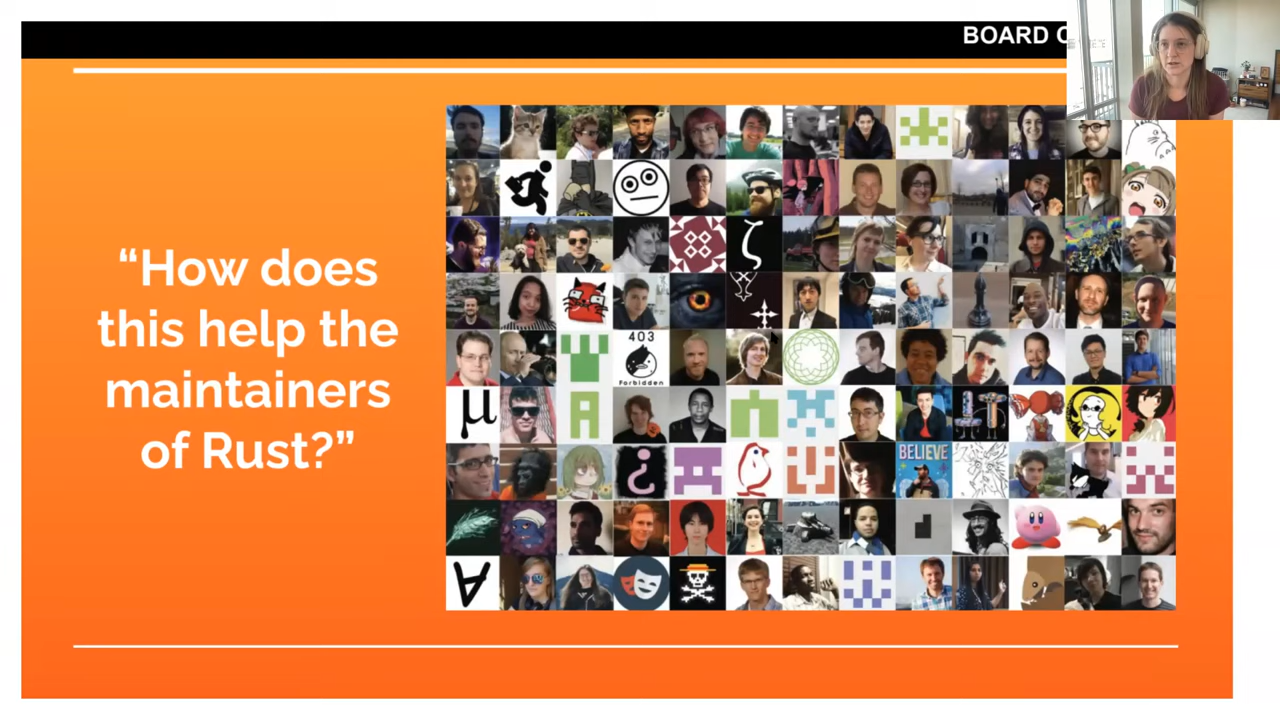 BOARD
“How does
this help the
maintainers
of Rust?”
ζ
403
Forbidden
μ
¿
BELIEVE
∀